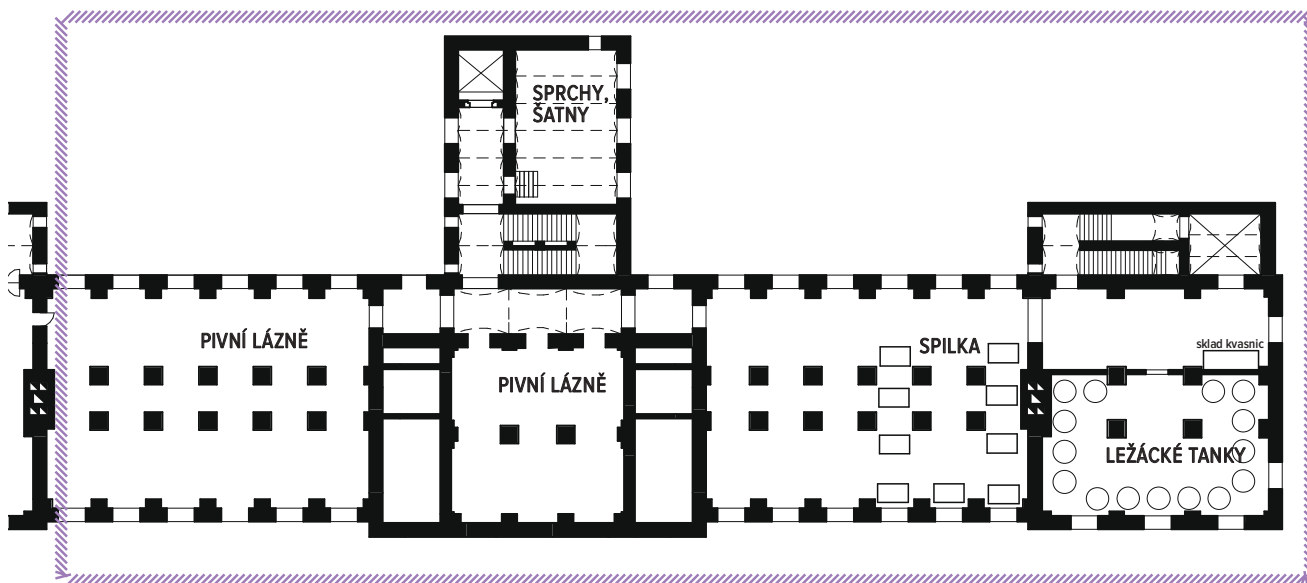 SPRCHY,
ŠATNY
PIVNÍ LÁZNĚ
PIVNÍ LÁZNĚ
SPILKA
sklad kvasnic
LEŽÁCKÉ TANKY